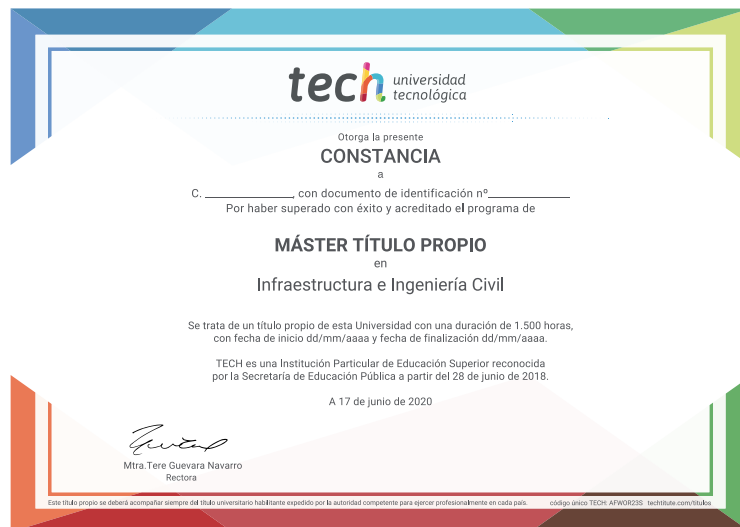 tech universidad
tecnológica
Otorga la presente
CONSTANCIA
a
C. ______________, con documento de identificación nº_____________
Por haber superado con éxito y acreditado el programa de
MÁSTER TÍTULO PROPIO
en
Infraestructura e Ingeniería Civil
Se trata de un título propio de esta Universidad con una duración de 1.500 horas,
con fecha de inicio dd/mm/aaaa y fecha de finalización dd/mm/aaaa.
TECH es una Institución Particular de Educación Superior reconocida
por la Secretaría de Educación Pública a partir del 28 de junio de 2018.
A 17 de junio de 2020
Mtra.Tere Guevara Navarro
Rectora
Este título propio se deberá acompañar siempre del título universitario habilitante expedido por la autoridad competente para ejercer profesionalmente en cada país. código único TECH: AFWOR23S techtitute.com/titulos